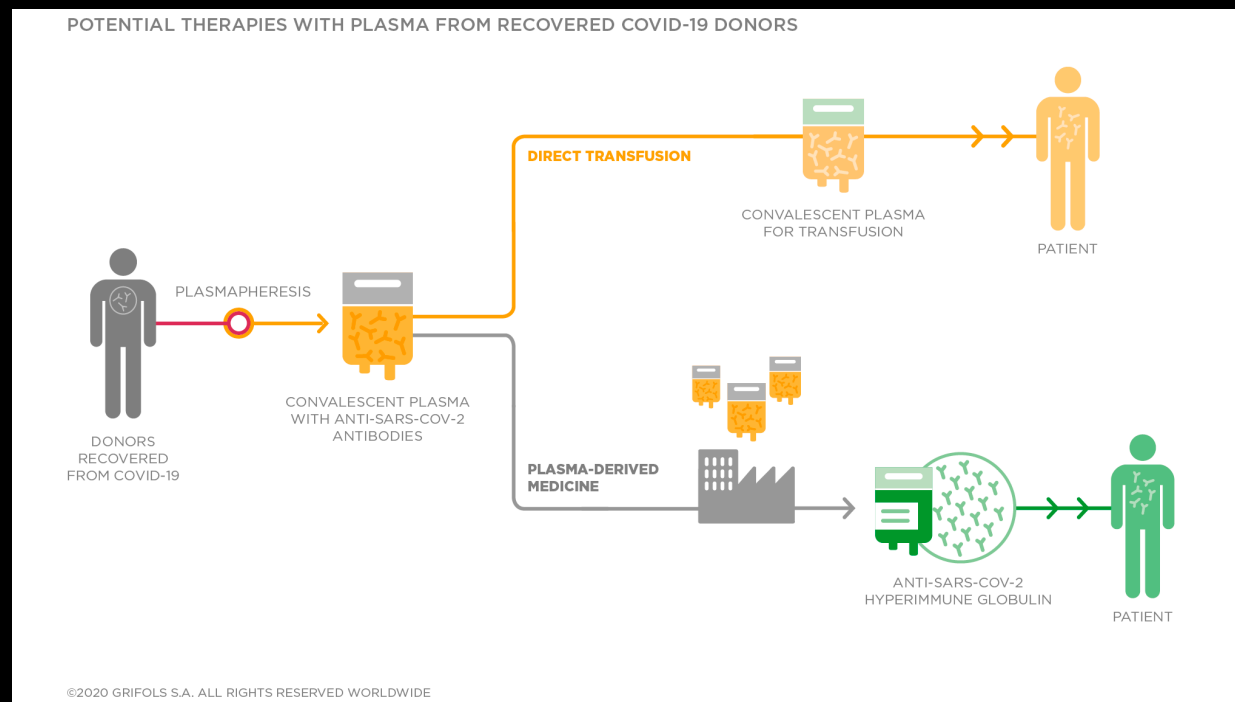 POTENTIAL THERAPIES WITH PLASMA FROM RECOVERED COVID-19 DONORS
DIRECT TRANSFUSION
CONVALESCENT PLASMA
FOR TRANSFUSION
PATIENT
PLASMAPHERESIS
CONVALESCENT PLASMA
WITH ANTI-SARS-COV-2
ANTIBODIES
DONORS
RECOVERED
FROM COVID-19
PLASMA-DERIVED
MEDICINE
ANTI-SARS-COV-2
HYPERIMMUNE GLOBULIN
PATIENT
©2020 GRIFOLS S.A. ALL RIGHTS RESERVED WORLDWIDE